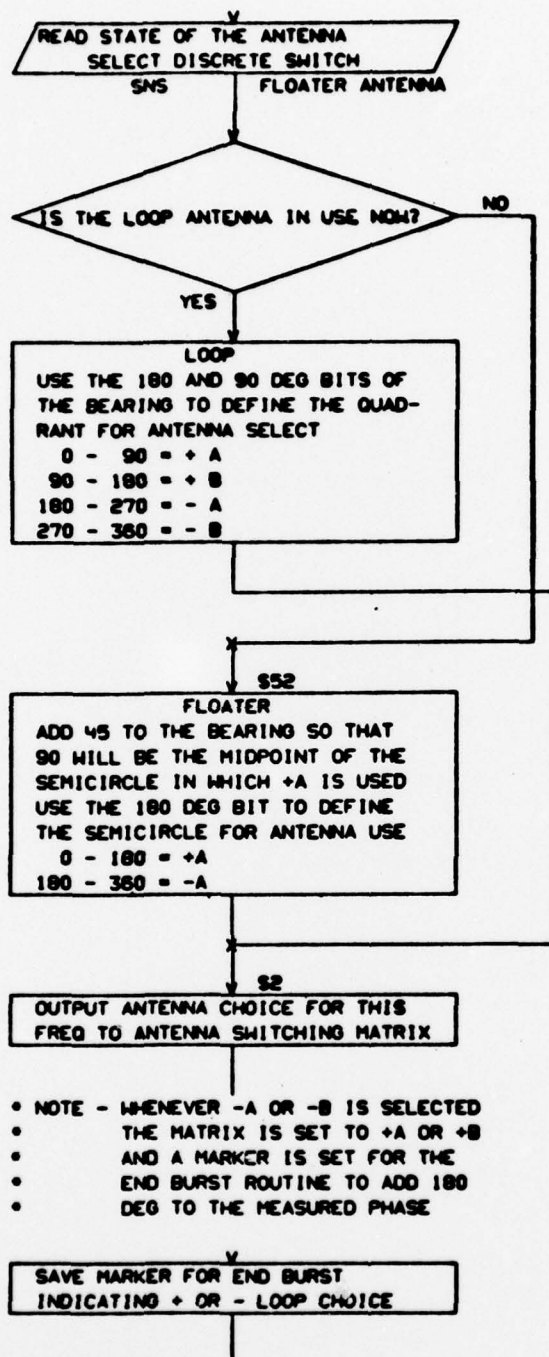 READ STATE OF THE ANTENNA
SELECT DISCRETE SWITCH
SNS FLOATER ANTENNA
IS THE LOOP ANTENNA IN USE NOW?
NO
YES
LOOP
USE THE 180 AND 90 DEG BITS OF
THE BEARING TO DEFINE THE QUAD-
RANT FOR ANTENNA SELECT
0 - 90 = + A
90 - 180 = + B
180 - 270 = - A
270 - 360 = - B
S52
FLOATER
ADD 45 TO THE BEARING SO THAT
90 WILL BE THE MIDPOINT OF THE
SEMICIRCLE IN WHICH +A IS USED
USE THE 180 DEG BIT TO DEFINE
THE SEMICIRCLE FOR ANTENNA USE
0 - 180 = +A
180 - 360 = -A
S2
OUTPUT ANTENNA CHOICE FOR THIS
FREQ TO ANTENNA SWITCHING MATRIX
* NOTE - WHENEVER -A OR -B IS SELECTED
* THE MATRIX IS SET TO +A OR +B
* AND A MARKER IS SET FOR THE
* END BURST ROUTINE TO ADD 180
* DEG TO THE MEASURED PHASE
SAVE MARKER FOR END BURST
INDICATING + OR - LOOP CHOICE